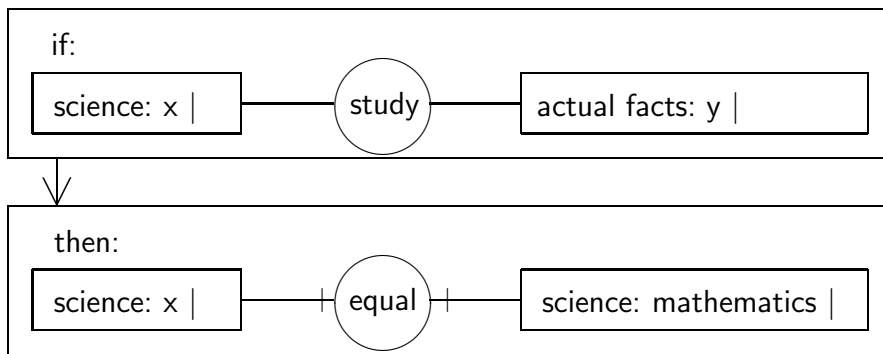 if:
science: x | study actual facts: y |
then:
science: x | equal science: mathematics |